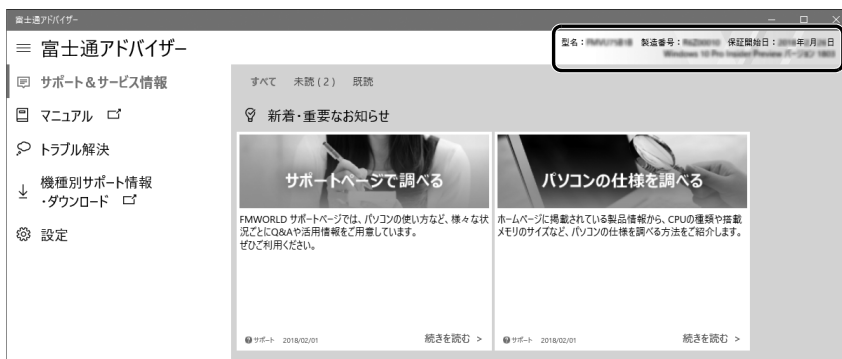 富士通アドバイザー
富士通アドバイザー
型名： 製造番号： 保証開始日： 年 月 日
サポート＆サービス情報
マニュアル
トラブル解決
機種別サポート情報
・ダウンロード
設定
すべて 未読(2) 既読
新着・重要なお知らせ
サポートページで調べる
FMWORLD サポートページでは、パソコンの使い方など、様々な状
況ごとにQ&Aや活用情報をご用意しています。
ぜひご利用ください。
サポート 2018/02/01 続きを読む >
パソコンの仕様を調べる
ホームページに掲載されている製品情報から、CPUの種類や搭載
メモリのサイズなど、パソコンの仕様を調べる方法をご紹介します。
サポート 2018/02/01 続きを読む >